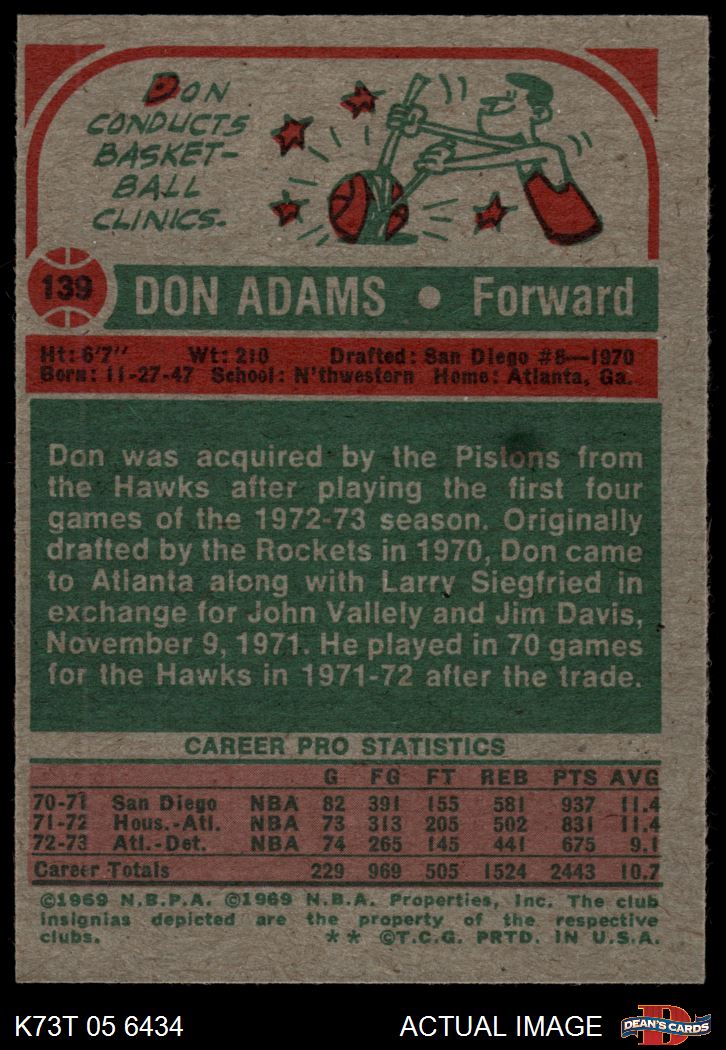 DON
CONDUCTS
BASKET-
BALL
CLINICS.
139
DON ADAMS • Forward
Ht: 6'7" Wt: 210 Drafted: San Diego #8—1970
Born: 11-27-47 School: N'thwestern Home: Atlanta, Ga.
Don was acquired by the Pistons from
the Hawks after playing the first four
games of the 1972-73 season. Originally
drafted by the Rockets in 1970, Don came
to Atlanta along with Larry Siegfried in
exchange for John Vallely and Jim Davis,
November 9, 1971. He played in 70 games
for the Hawks in 1971-72 after the trade.
CAREER PRO STATISTICS
G FG FT REB PTS AVG
70-71 San Diego NBA 82 391 155 581 937 11.4
71-72 Hous.-Atl. NBA 73 313 205 502 831 11.4
72-73 Atl.-Det. NBA 74 265 145 441 675 9.1
Career Totals 229 969 505 1524 2443 10.7
©1969 N.B.P.A. ©1969 N.B.A. Properties, Inc. The club
insignias depicted are the property of the respective
clubs. ** ©T.C.G. PRTD. IN U.S.A.
K73T 05 6434 ACTUAL IMAGE
D
DEAN'S CARDS